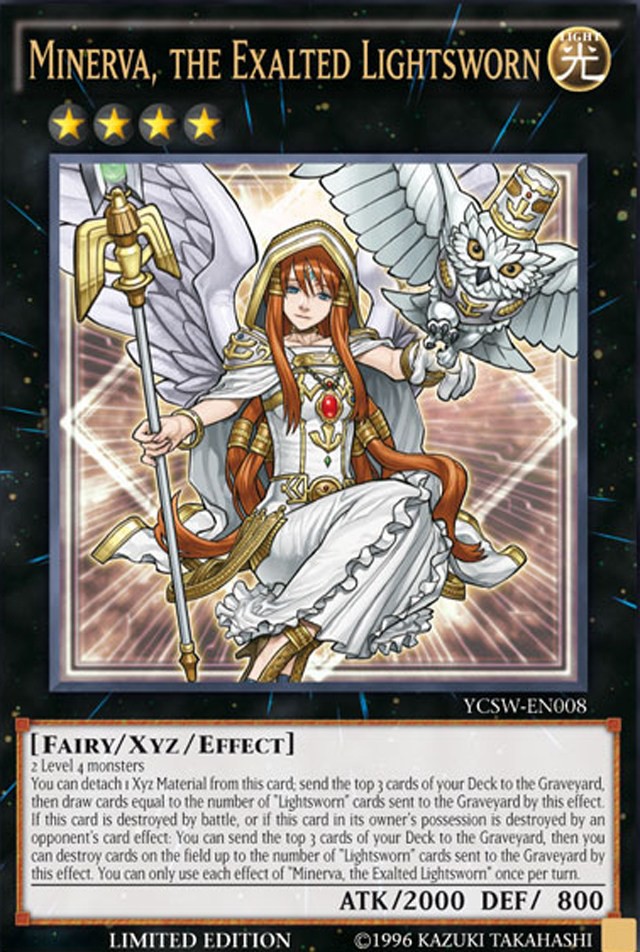 Minerva, the Exalted Lightsworn
LIGHT
光
YCSW-EN008
[Fairy/Xyz/Effect]
2 Level 4 monsters
You can detach 1 Xyz Material from this card; send the top 3 cards of your Deck to the Graveyard,
then draw cards equal to the number of "Lightsworn" cards sent to the Graveyard by this effect.
If this card is destroyed by battle, or if this card in its owner's possession is destroyed by an
opponent's card effect: You can send the top 3 cards of your Deck to the Graveyard, then you
can destroy cards on the field up to the number of "Lightsworn" cards sent to the Graveyard by
this effect. You can only use each effect of "Minerva, the Exalted Lightsworn" once per turn.
ATK/2000 DEF/ 800
LIMITED EDITION
©1996 KAZUKI TAKAHASHI